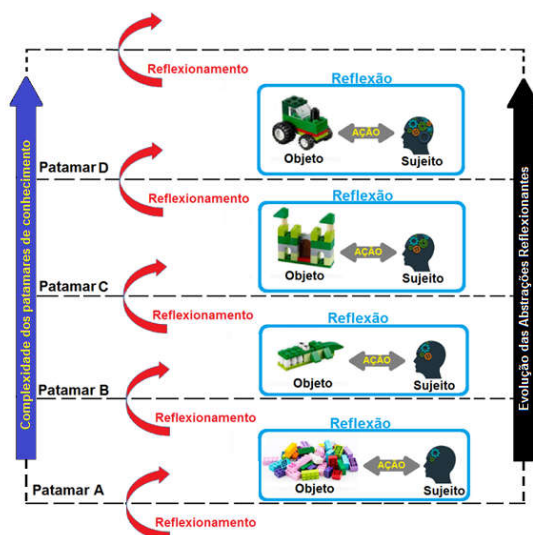 Reflexionamento
Reflexão
AÇÃO
Objeto
Sujeito
Patamar D
Reflexionamento
Reflexão
AÇÃO
Objeto
Sujeito
Patamar C
Reflexionamento
Reflexão
AÇÃO
Objeto
Sujeito
Patamar B
Reflexionamento
Reflexão
AÇÃO
Objeto
Sujeito
Patamar A
Reflexionamento
Complexidade dos patamares de conhecimento
Evolução das Abstrações Reflexionantes